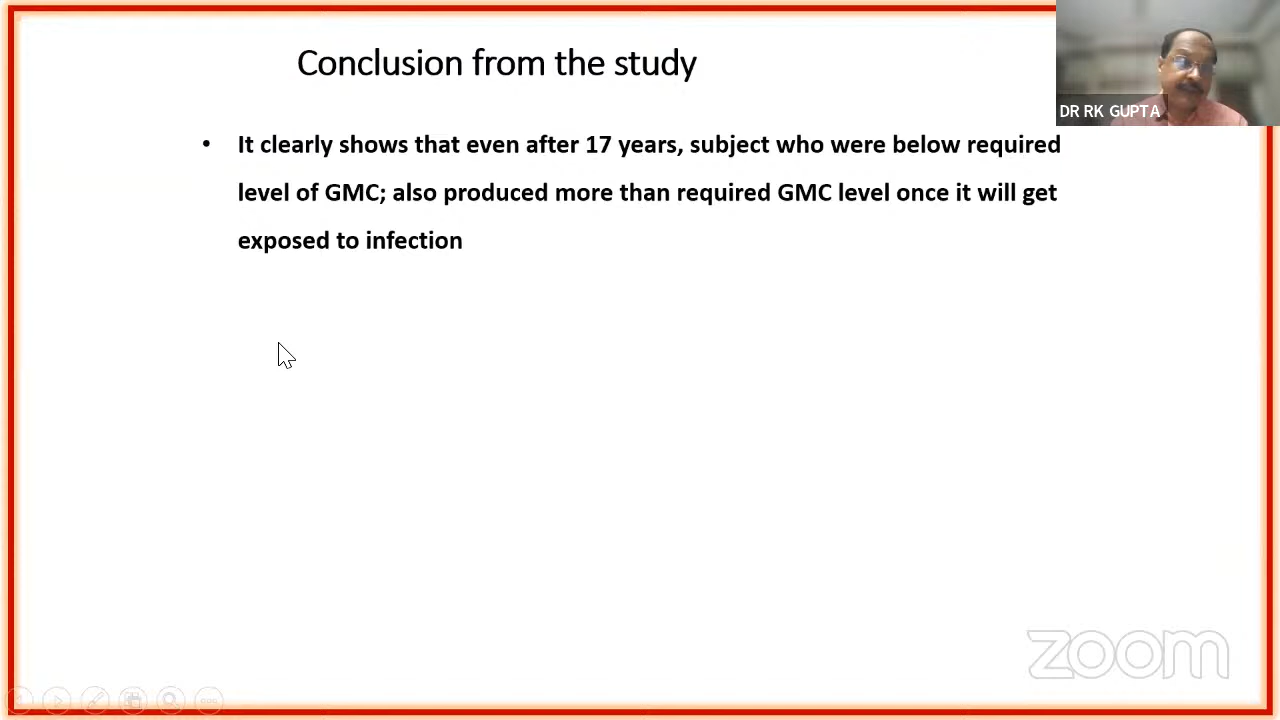 Conclusion from the study
DR RK GUPTA
• It clearly shows that even after 17 years, subject who were below required
level of GMC; also produced more than required GMC level once it will get
exposed to infection
zoom